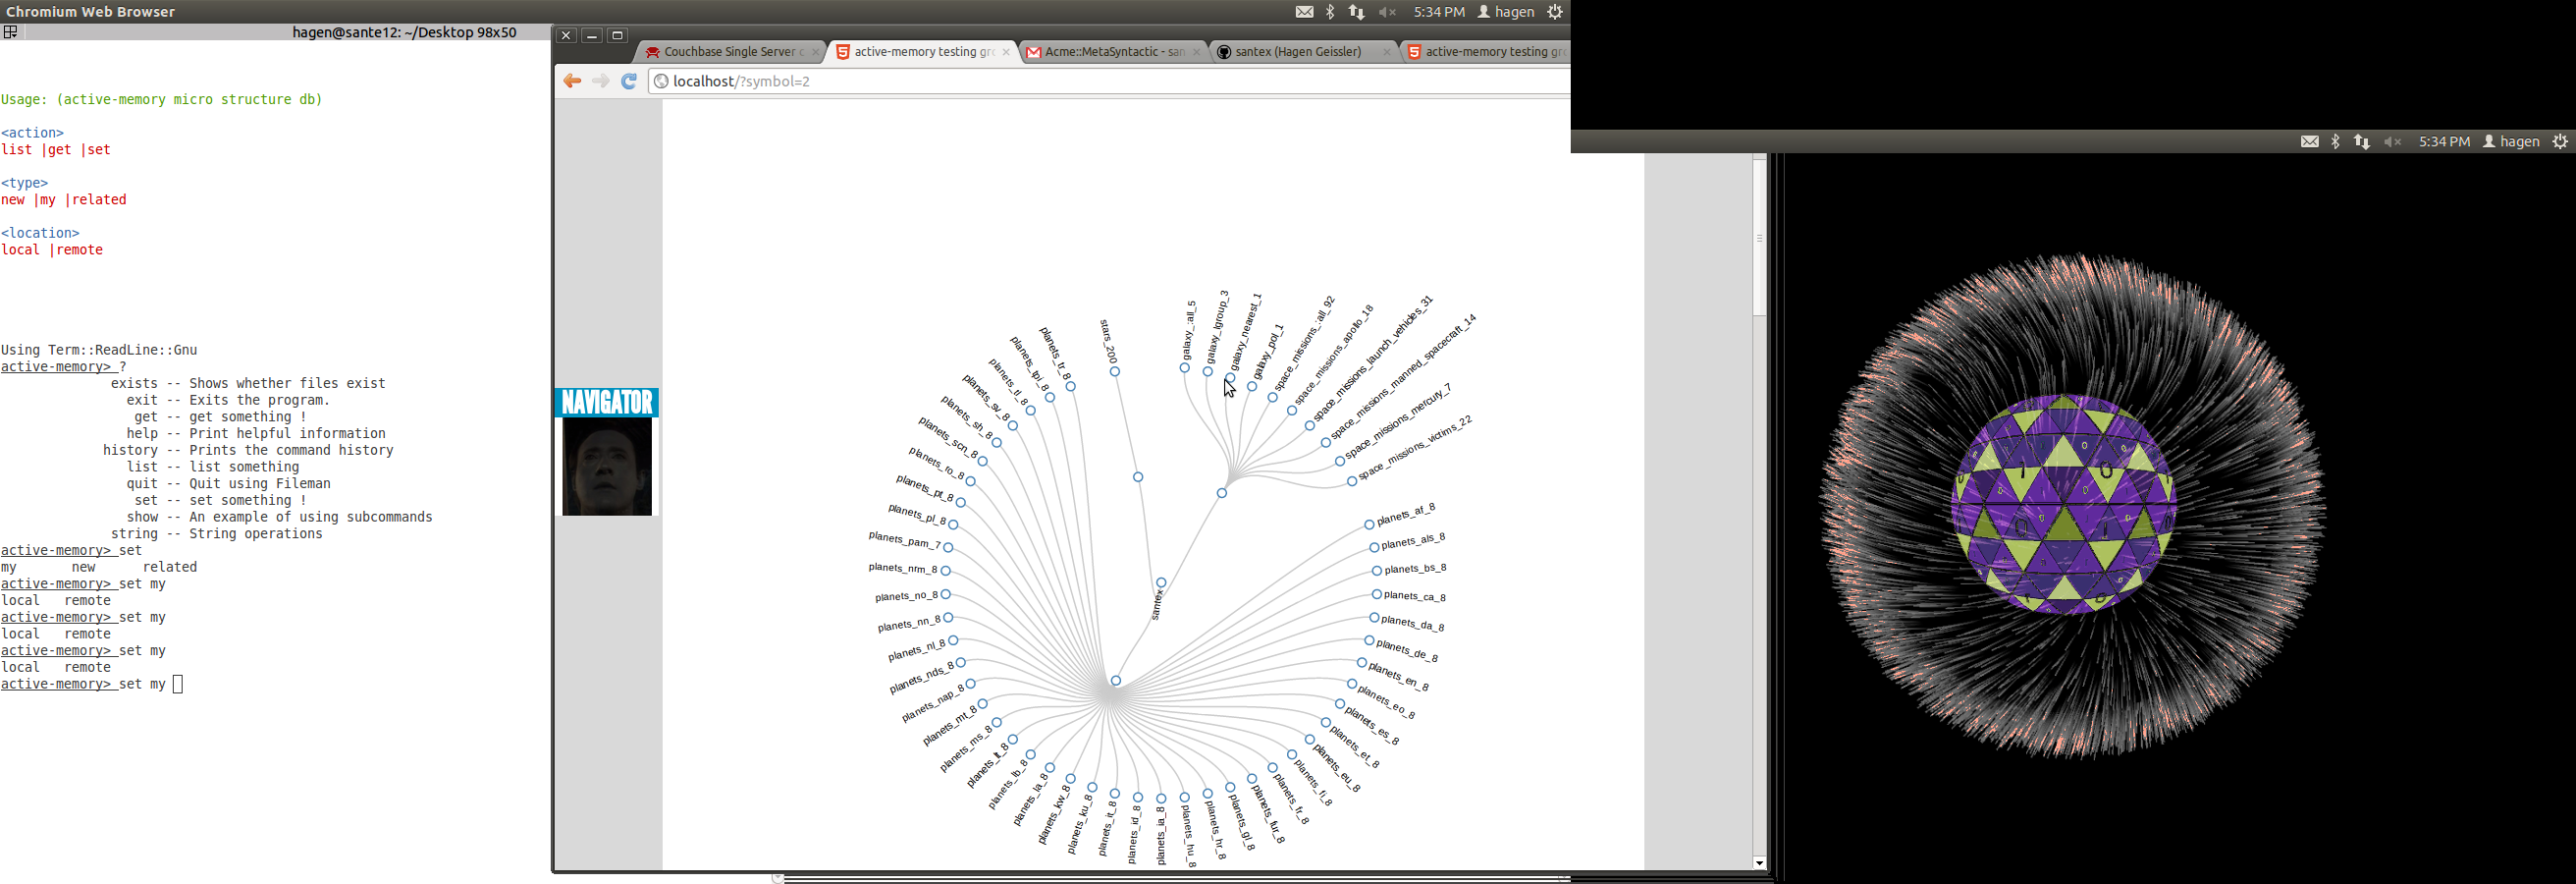 Chromium Web Browser
5:34 PM hagen
hagen@sante12: ~/Desktop 98x50
Usage: (active-memory micro structure db)
<action>
list |get |set
<type>
new |my |related
<location>
local |remote
Using Term::ReadLine::Gnu
active-memory> ?
exists -- Shows whether files exist
exit -- Exits the program.
get -- get something !
help -- Print helpful information
history -- Prints the command history
list -- list something
quit -- Quit using Fileman
set -- set something !
show -- An example of using subcommands
string -- String operations
active-memory> set
my new related
active-memory> set my
local remote
active-memory> set my
local remote
active-memory> set my
local remote
active-memory> set my
Couchbase Single Server c
active-memory testing gr
Acme::MetaSyntactic - san
santex (Hagen Geissler)
active-memory testing gr
localhost/?symbol=2
NAVIGATOR
stars_200
galaxy_:all_5
galaxy_lgroup_3
galaxy_nearest_1
galaxy_pol_1
space_missions_:all_92
space_missions_apollo_18
space_missions_launch_vehicles_31
space_missions_manned_spacecraft_14
space_missions_mercury_7
space_missions_victims_22
planets_af_8
planets_als_8
planets_bs_8
planets_ca_8
planets_da_8
planets_de_8
planets_en_8
planets_eo_8
planets_es_8
planets_et_8
planets_eu_8
planets_fi_8
planets_fr_8
planets_fur_8
planets_gl_8
planets_hr_8
planets_hu_8
planets_ia_8
planets_id_8
planets_it_8
planets_ku_8
planets_kw_8
planets_la_8
planets_lb_8
planets_lt_8
planets_ms_8
planets_mt_8
planets_nap_8
planets_nds_8
planets_nl_8
planets_nn_8
planets_no_8
planets_nrm_8
planets_pam_7
planets_pl_8
planets_pt_8
planets_ro_8
planets_scn_8
planets_sh_8
planets_sv_8
planets_tl_8
planets_tpi_8
planets_tr_8
santex
5:34 PM hagen